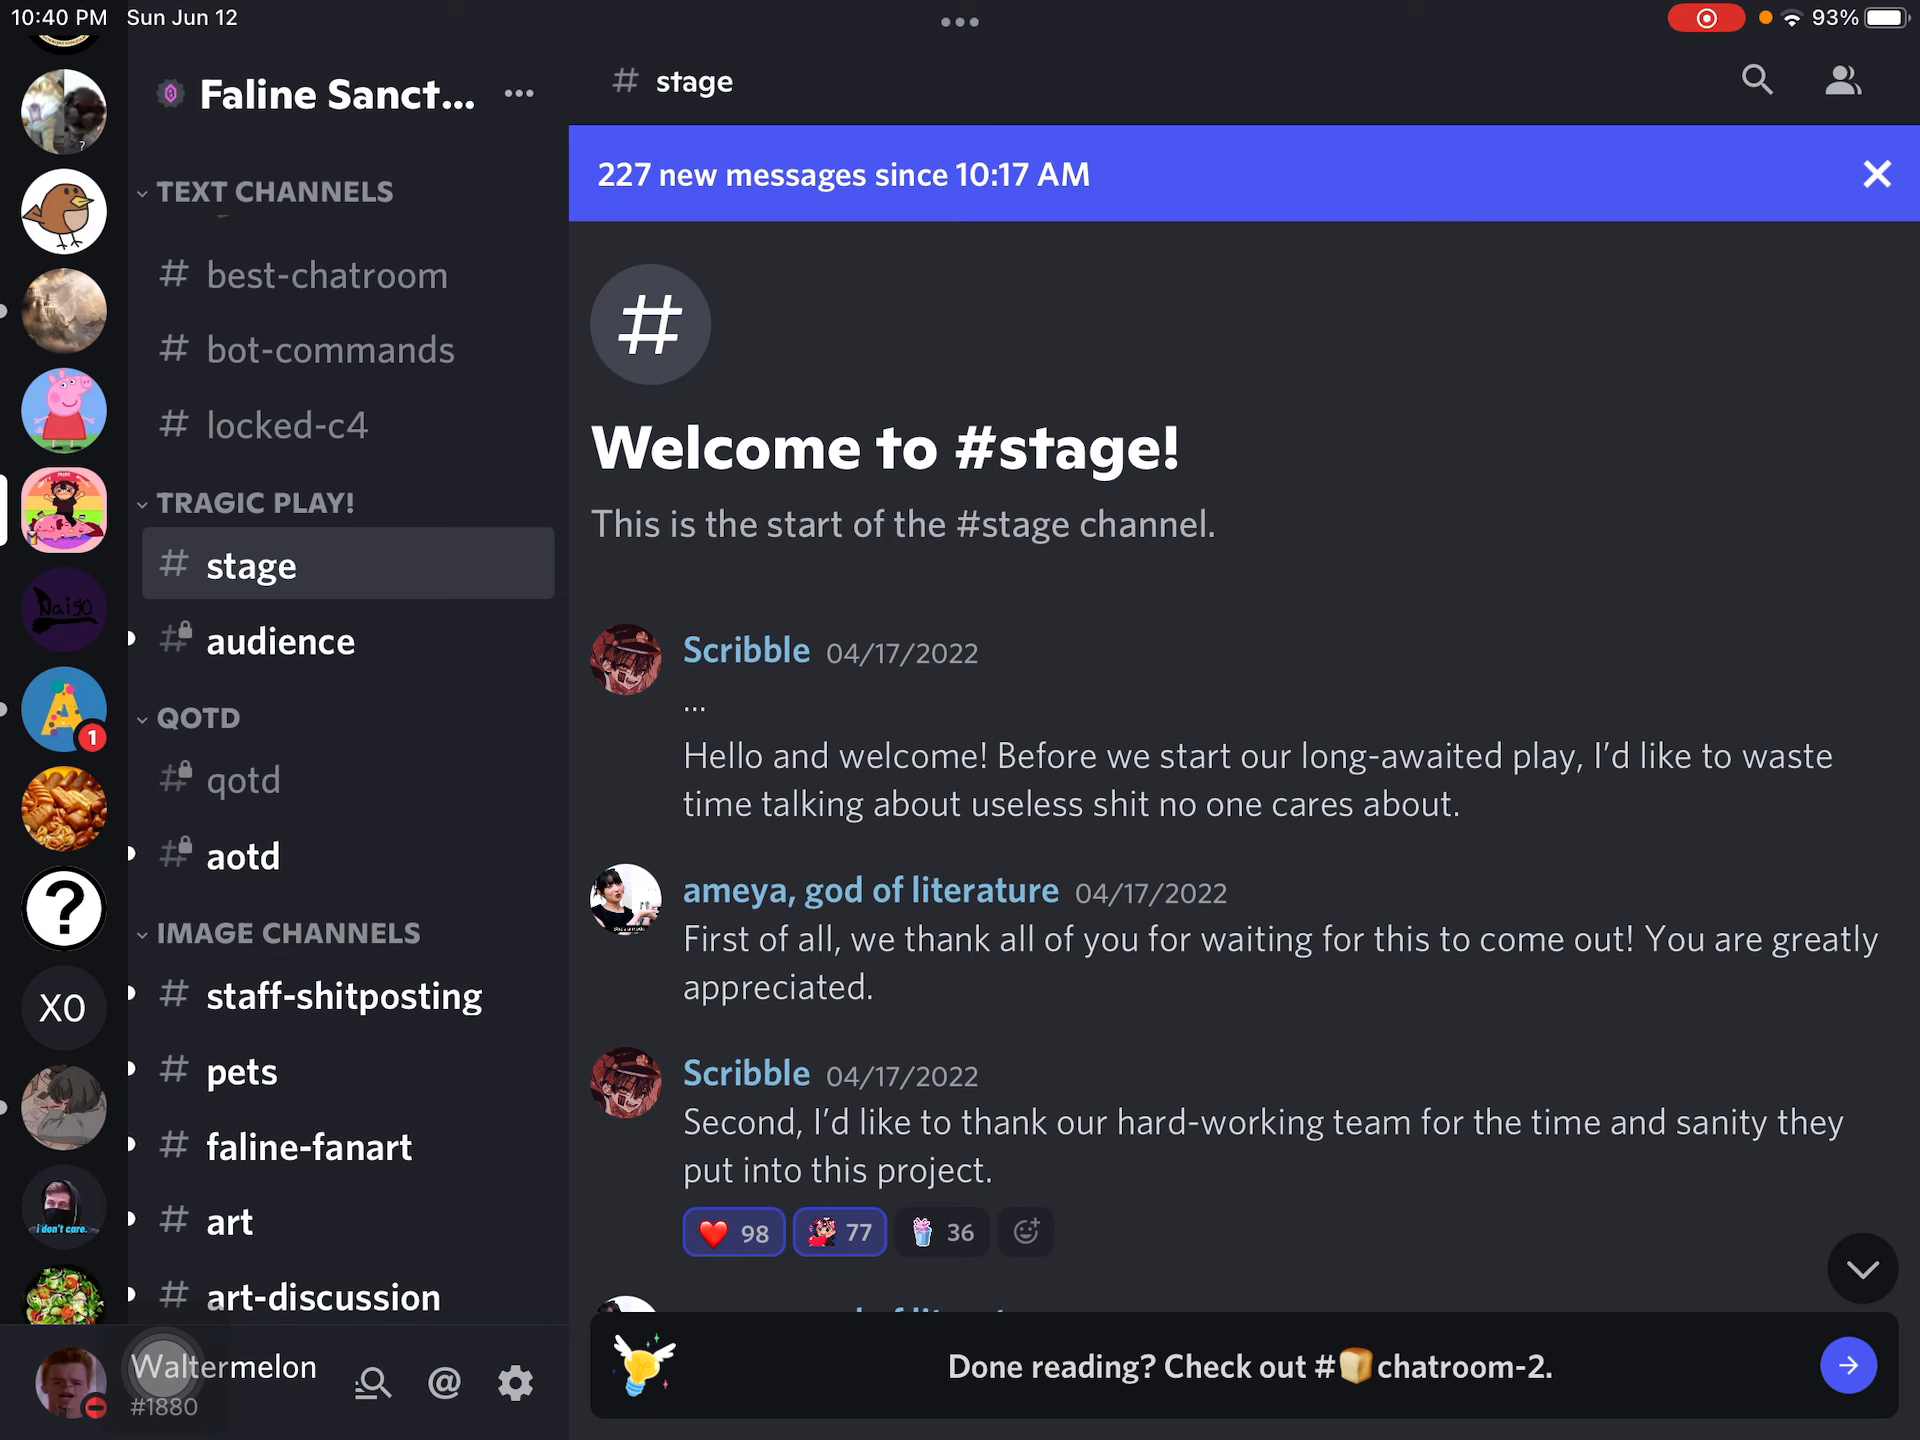 10:40 PM Sun Jun 12
93%
Faline Sanct...
# stage
227 new messages since 10:17 AM
TEXT CHANNELS
# best-chatroom
# bot-commands
# locked-c4
TRAGIC PLAY!
# stage
# audience
QOTD
# qotd
# aotd
IMAGE CHANNELS
# staff-shitposting
# pets
# faline-fanart
# art
# art-discussion
?
Naigo
A
1
?
XO
i don't care.
Waltermelon
#1880
@
#
Welcome to #stage!
This is the start of the #stage channel.
Scribble 04/17/2022
...
Hello and welcome! Before we start our long-awaited play, I'd like to waste
time talking about useless shit no one cares about.
ameya, god of literature 04/17/2022
First of all, we thank all of you for waiting for this to come out! You are greatly
appreciated.
Scribble 04/17/2022
Second, I'd like to thank our hard-working team for the time and sanity they
put into this project.
98 77 36
Done reading? Check out #🍞chatroom-2.